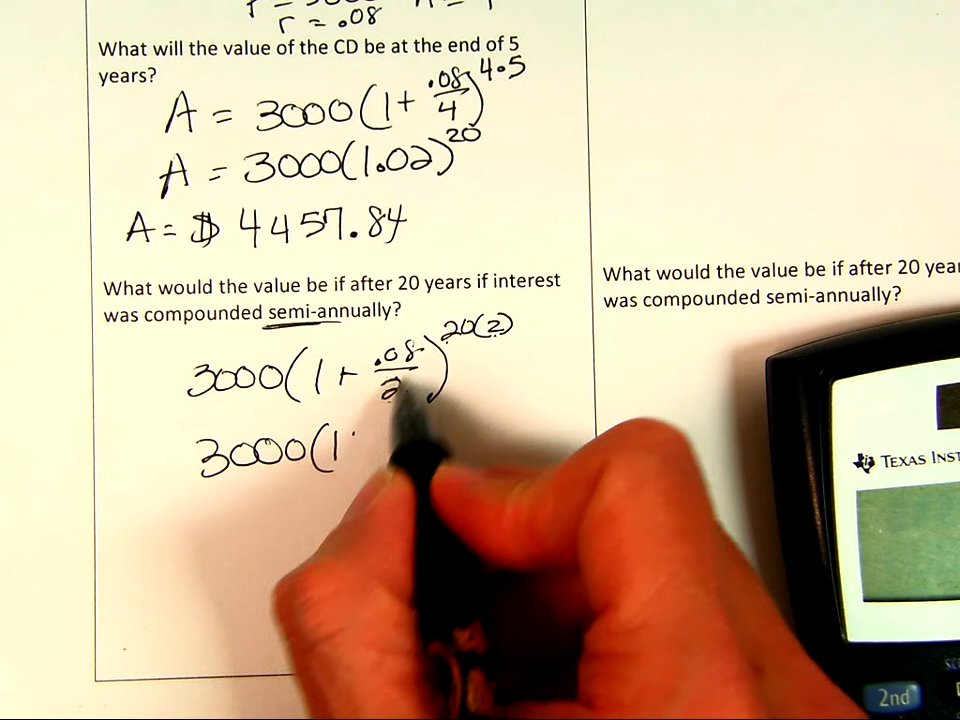 r = .08
What will the value of the CD be at the end of 5
years?
A = 3000(1 + .08/4)^4·5
A = 3000(1.02)^20
A = $ 4457.84
What would the value be if after 20 years if interest
was compounded semi-annually?
3000(1 + .08/2)^20(2)
3000(1.
What would the value be if after 20 year
was compounded semi-annually?
TEXAS INST
2nd